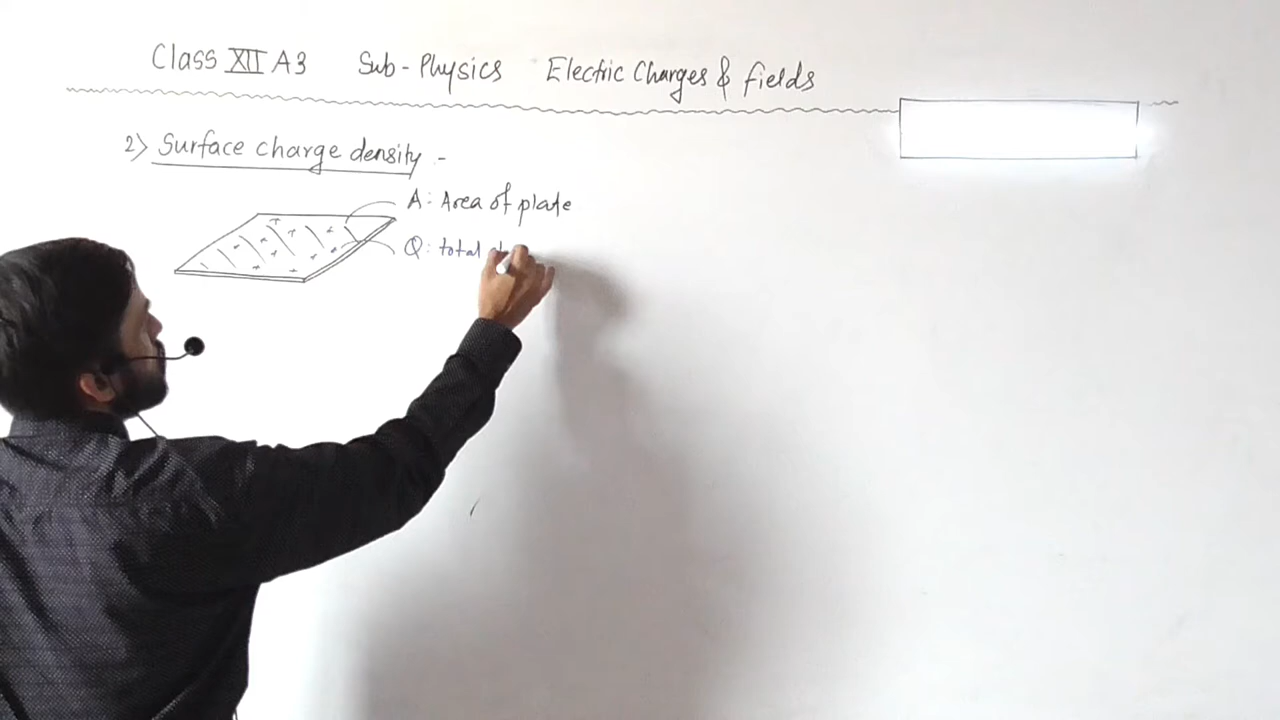 Class XII A3 Sub - Physics Electric Charges & fields
2) Surface charge density -
A: Area of plate
Q: total